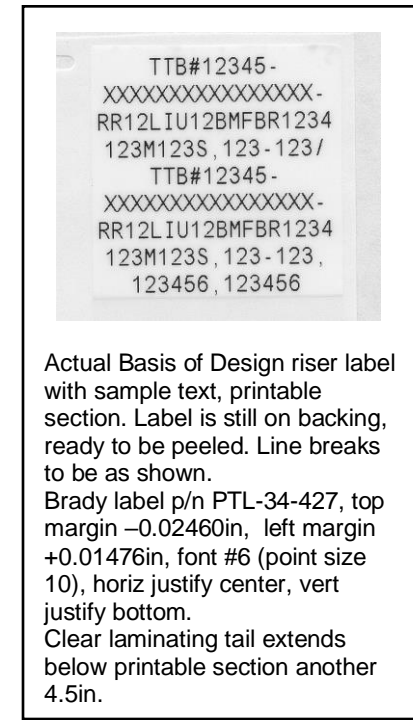 TTB#12345-
XXXXXXXXXXXXXXXX-
RR12LIU12BMFBR1234
123M123S,123-123/
TTB#12345-
XXXXXXXXXXXXXXXX-
RR12LIU12BMFBR1234
123M123S,123-123,
123456,123456
Actual Basis of Design riser label
with sample text, printable
section. Label is still on backing,
ready to be peeled. Line breaks
to be as shown.
Brady label p/n PTL-34-427, top
margin –0.02460in, left margin
+0.01476in, font #6 (point size
10), horiz justify center, vert
justify bottom.
Clear laminating tail extends
below printable section another
4.5in.